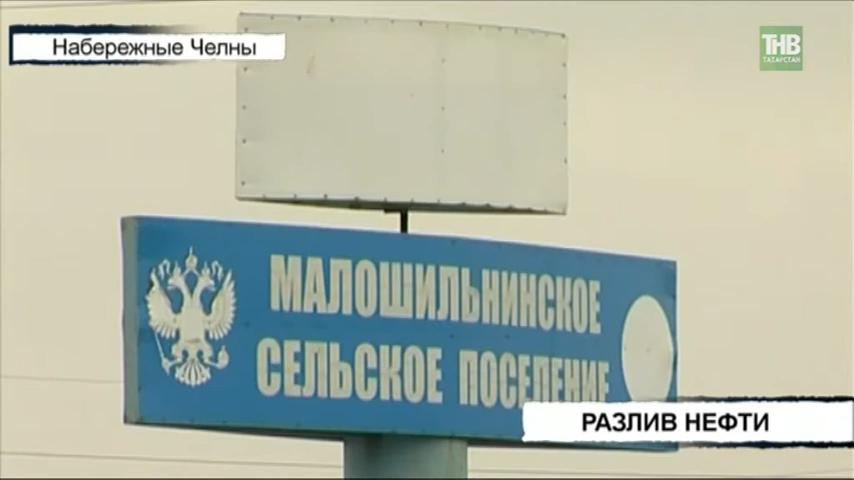 Набережные Челны
ТНВ
ТАТАРСТАН
МАЛОШИЛЬНИНСКОЕ
СЕЛЬСКОЕ ПОСЕЛЕНИЕ
РАЗЛИВ НЕФТИ